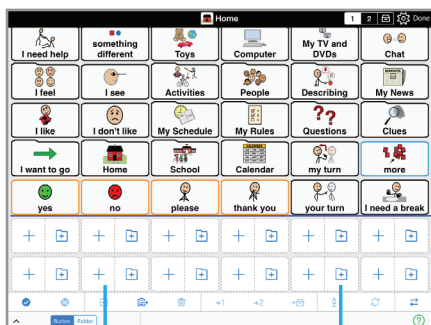 Home 1 2 Done
I need help something different Toys Computer My TV and DVDs Chat
I feel I see Activities People Describing My News
I like I don't like My Schedule My Rules Questions Clues
I want to go Home School Calendar my turn more
yes no please thank you your turn I need a break
→1 →2
Button Folder